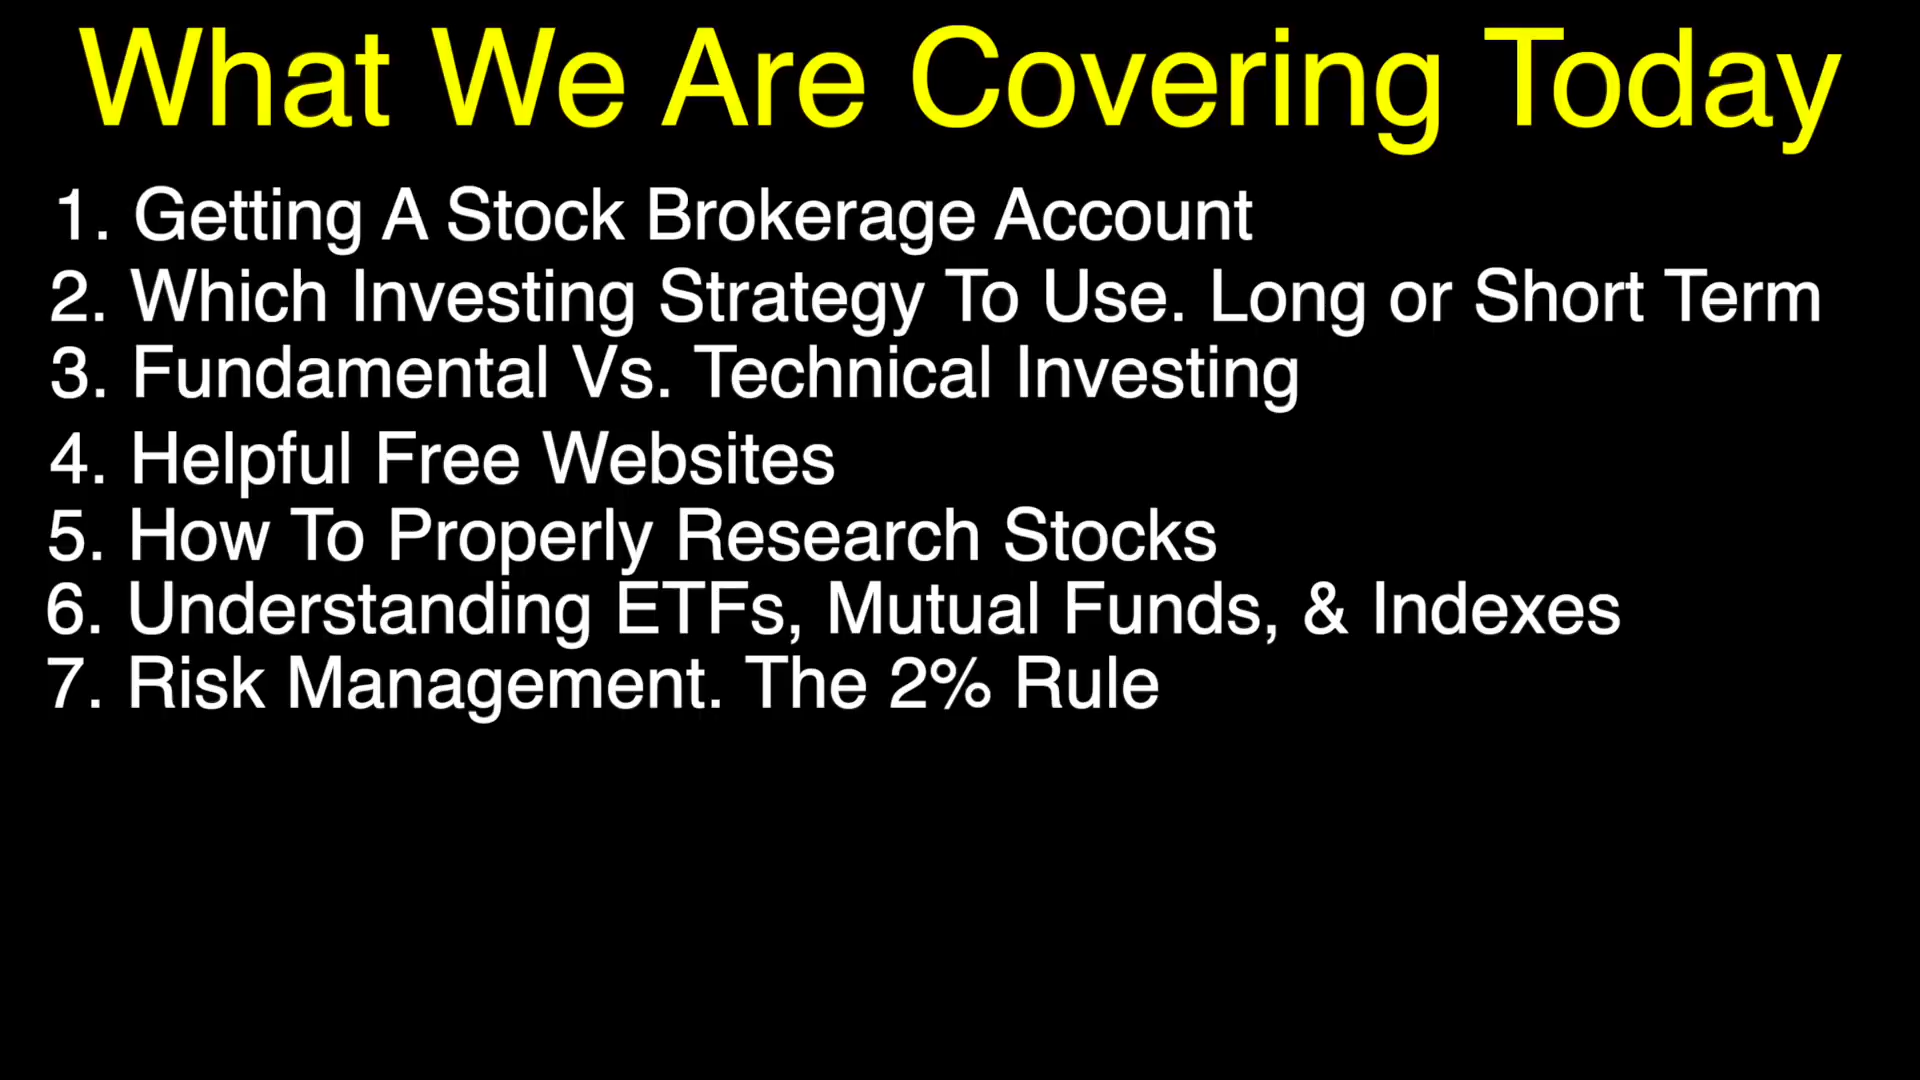 What We Are Covering Today
1. Getting A Stock Brokerage Account
2. Which Investing Strategy To Use. Long or Short Term
3. Fundamental Vs. Technical Investing
4. Helpful Free Websites
5. How To Properly Research Stocks
6. Understanding ETFs, Mutual Funds, & Indexes
7. Risk Management. The 2% Rule